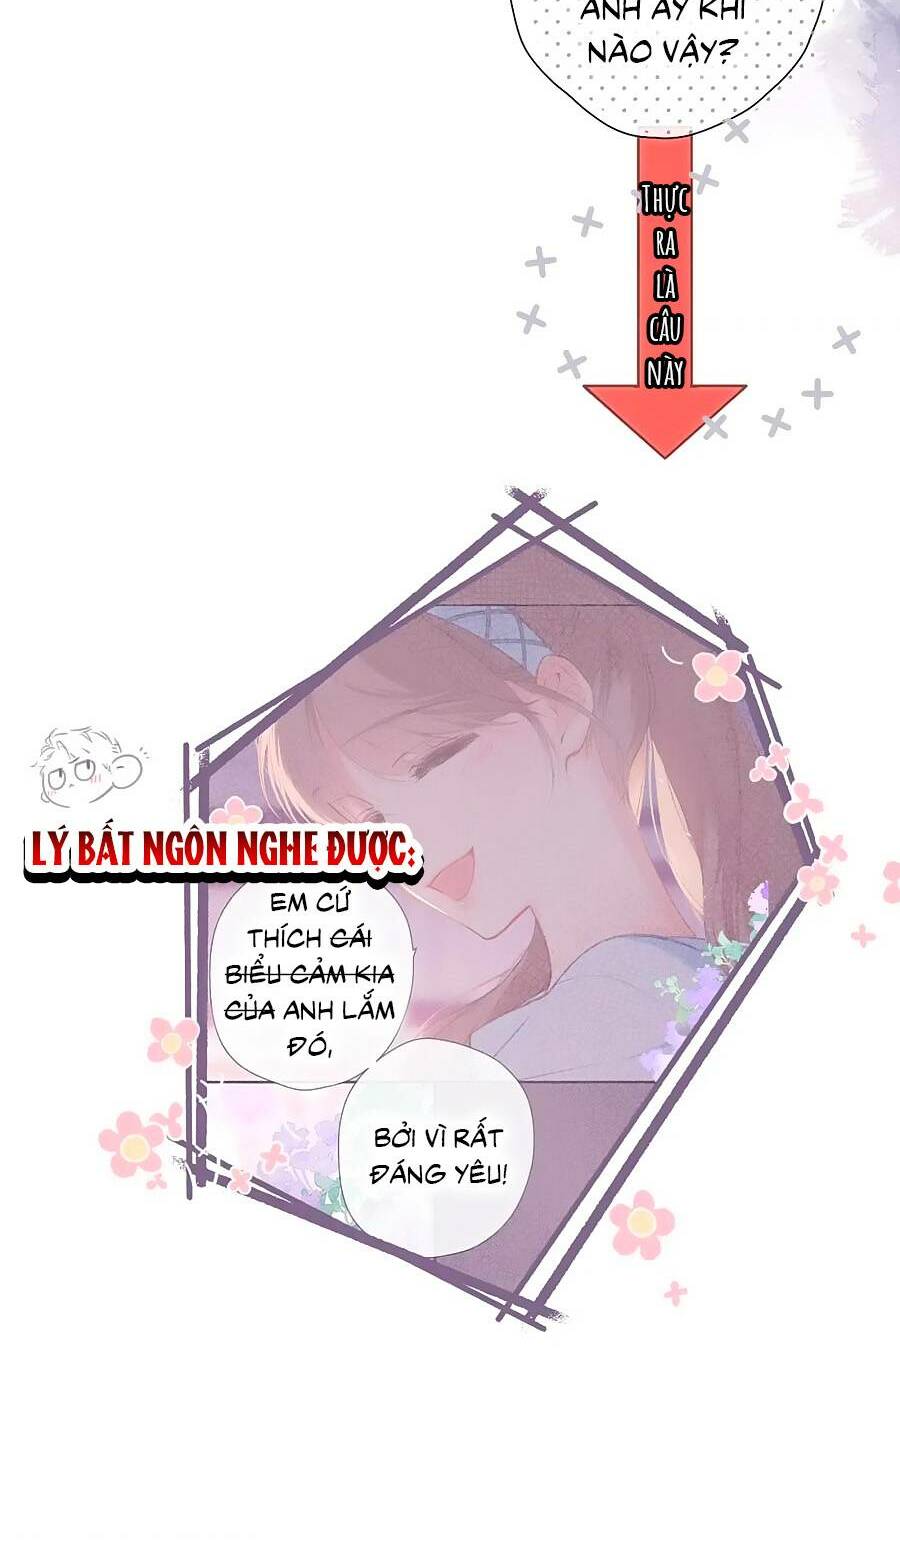 ANH ẤY KHI
NÀO VẬY?
THỰC
RA
LÀ
CÂU
NÀY
LÝ BẤT NGÔN NGHE ĐƯỢC:
EM CỨ
THÍCH CÁI
BIỂU CẢM KIA
CỦA ANH LẮM
ĐÓ,
BỞI VÌ RẤT
ĐÁNG YÊU!